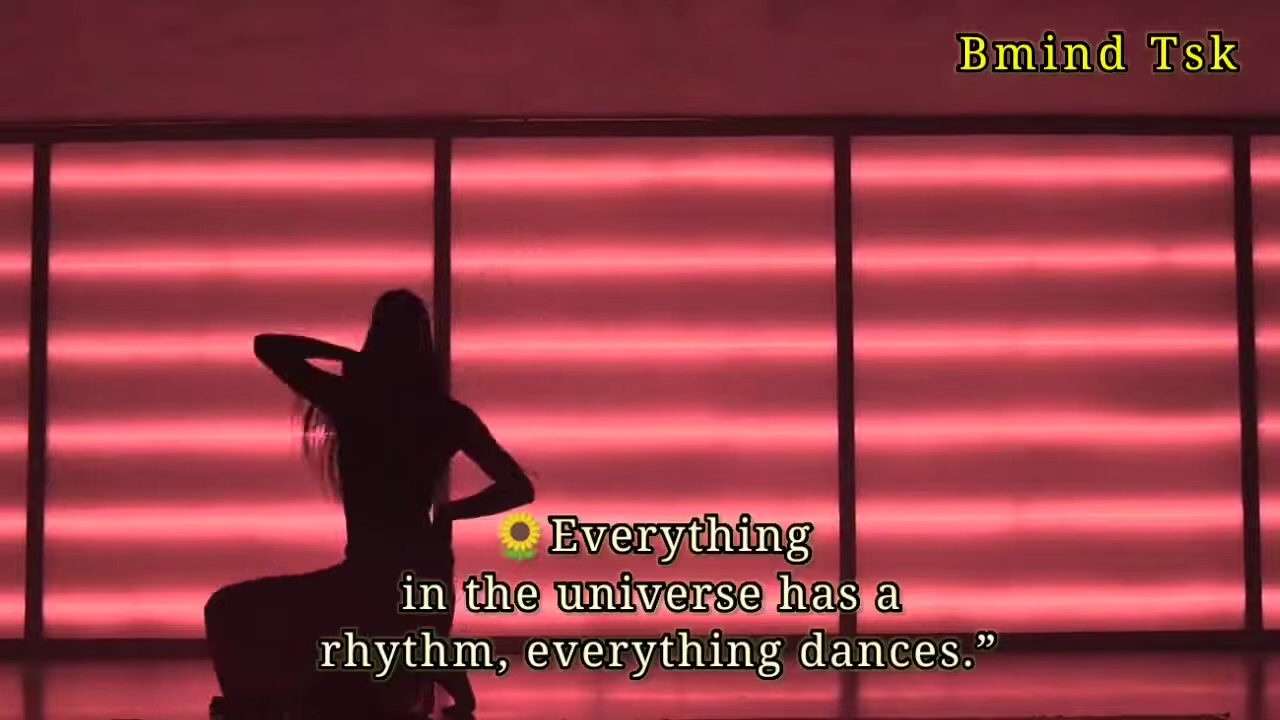 Bmind Tsk
🌻Everything
in the universe has a
rhythm, everything dances.”